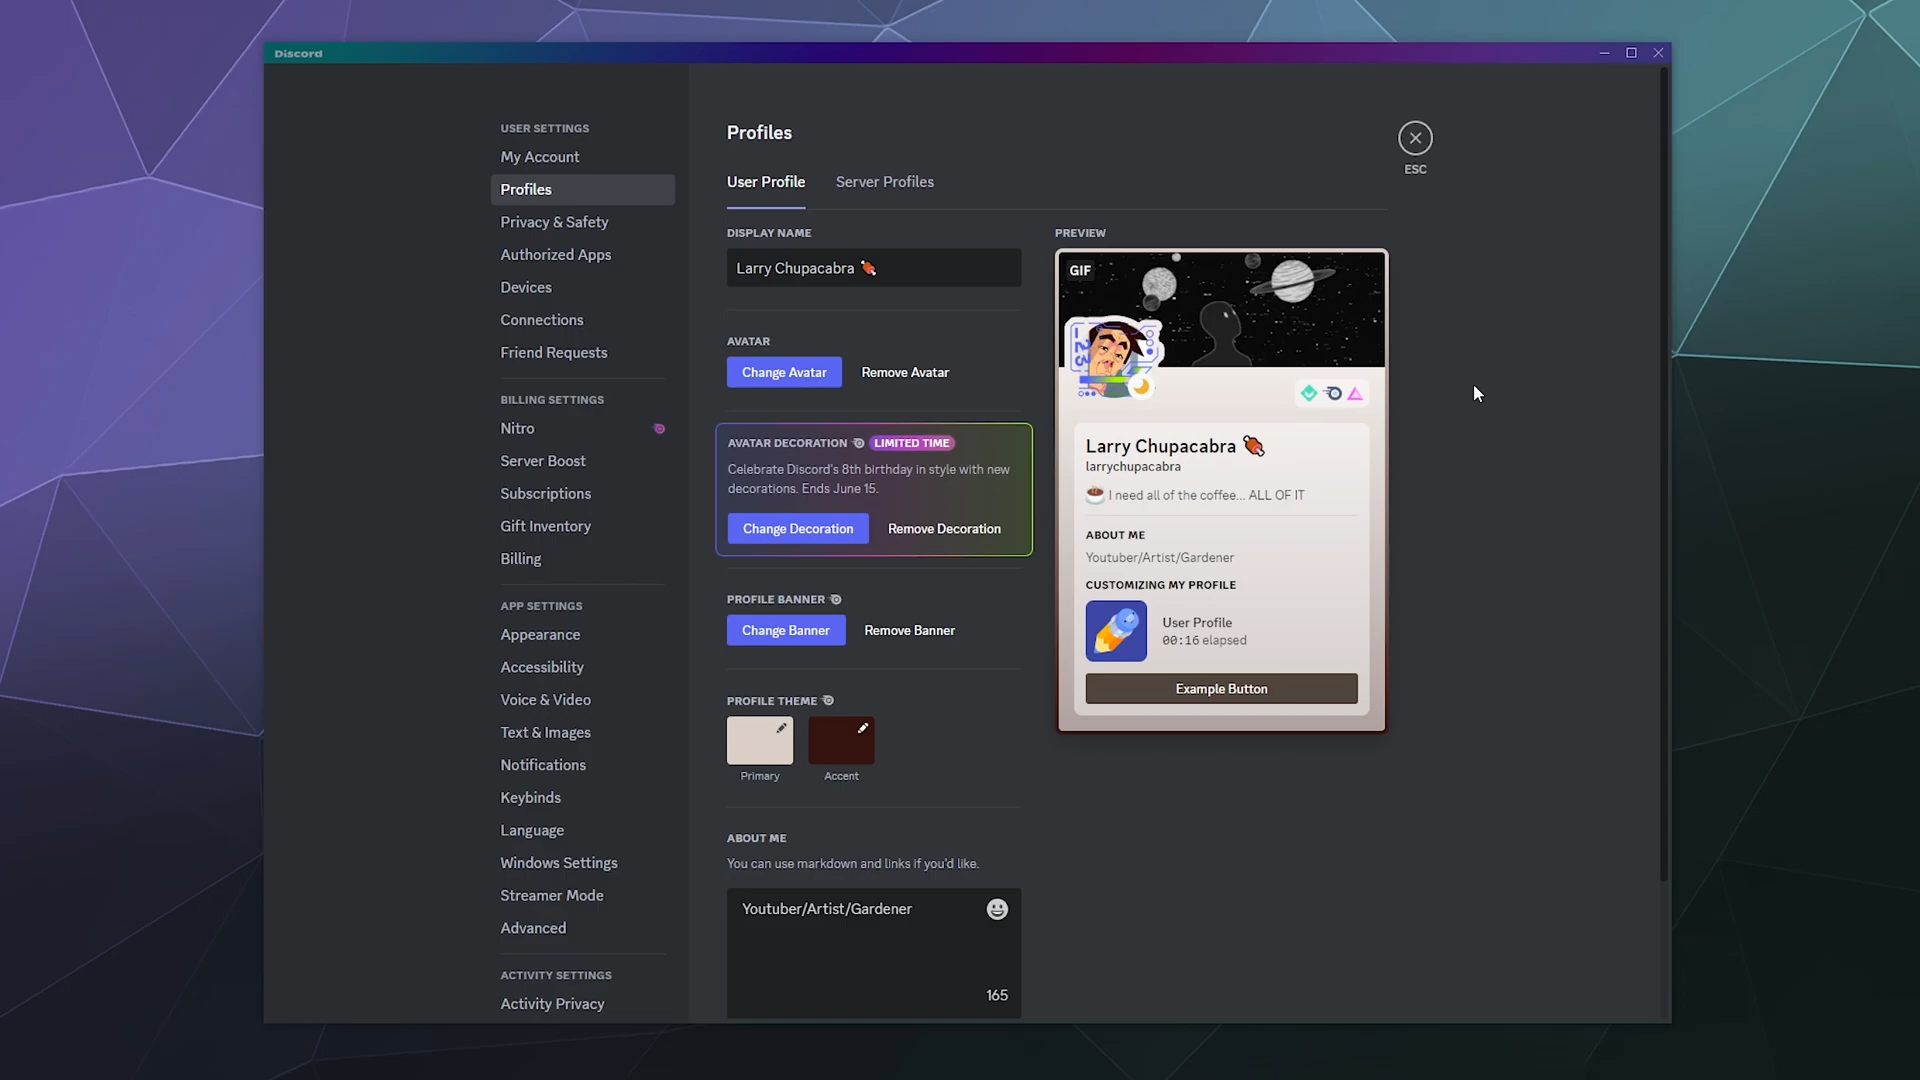 Discord
USER SETTINGS
My Account
Profiles
Privacy & Safety
Authorized Apps
Devices
Connections
Friend Requests
BILLING SETTINGS
Nitro
Server Boost
Subscriptions
Gift Inventory
Billing
APP SETTINGS
Appearance
Accessibility
Voice & Video
Text & Images
Notifications
Keybinds
Language
Windows Settings
Streamer Mode
Advanced
ACTIVITY SETTINGS
Activity Privacy
Profiles
ESC
User Profile Server Profiles
DISPLAY NAME
Larry Chupacabra 🍖
AVATAR
Change Avatar Remove Avatar
AVATAR DECORATION LIMITED TIME
Celebrate Discord's 8th birthday in style with new
decorations. Ends June 15.
Change Decoration Remove Decoration
PROFILE BANNER
Change Banner Remove Banner
PROFILE THEME
Primary Accent
ABOUT ME
You can use markdown and links if you'd like.
Youtuber/Artist/Gardener
165
PREVIEW
GIF
123
Larry Chupacabra 🍖
larrychupacabra
☕ I need all of the coffee... ALL OF IT
ABOUT ME
Youtuber/Artist/Gardener
CUSTOMIZING MY PROFILE
User Profile
00:16 elapsed
Example Button